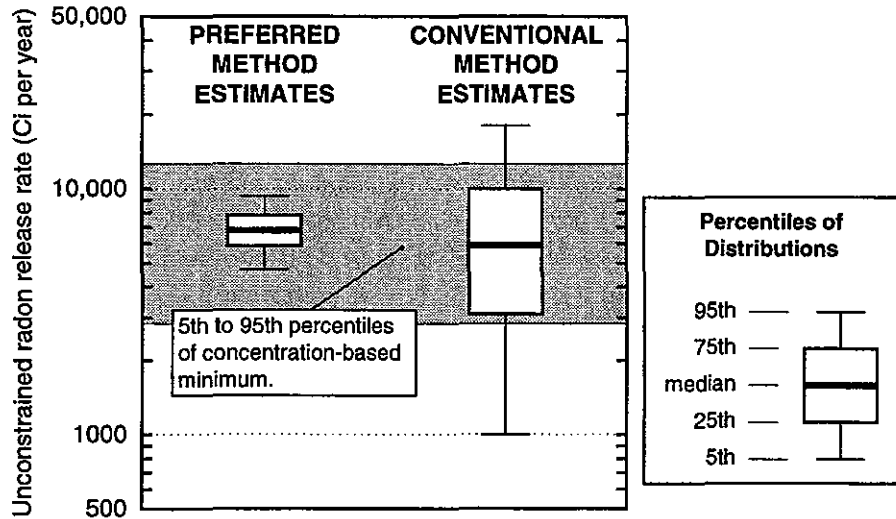 Unconstrained radon release rate (Ci per year)
50,000
10,000
1000
500
PREFERRED
METHOD
ESTIMATES
CONVENTIONAL
METHOD
ESTIMATES
5th to 95th percentiles
of concentration-based
minimum.
Percentiles of
Distributions
95th
75th
median
25th
5th